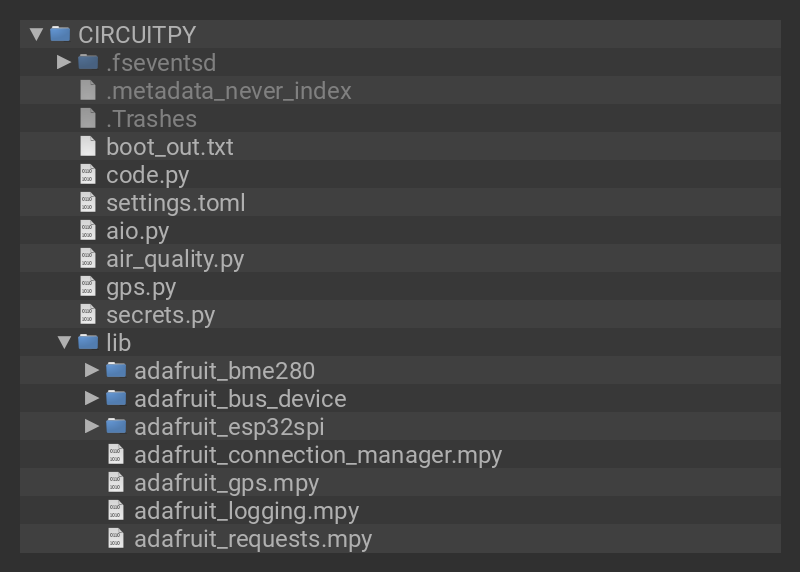 CIRCUITPY
.fseventsd
.metadata_never_index
.Trashes
boot_out.txt
code.py
settings.toml
aio.py
air_quality.py
gps.py
secrets.py
lib
adafruit_bme280
adafruit_bus_device
adafruit_esp32spi
adafruit_connection_manager.mpy
adafruit_gps.mpy
adafruit_logging.mpy
adafruit_requests.mpy